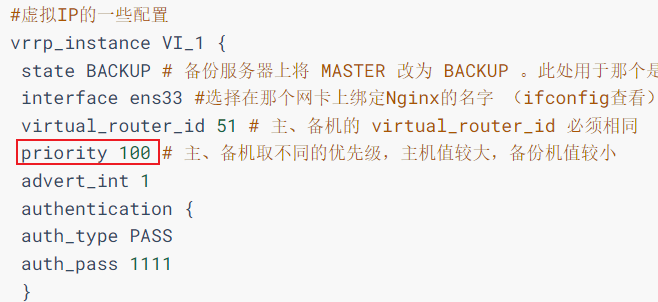 #虚拟IP的一些配置
vrrp_instance VI_1 {
state BACKUP # 备份服务器上将 MASTER 改为 BACKUP 。此处用于那个是
interface ens33 #选择在那个网卡上绑定Nginx的名字 （ifconfig查看）
virtual_router_id 51 # 主、备机的 virtual_router_id 必须相同
priority 100 # 主、备机取不同的优先级，主机值较大，备份机值较小
advert_int 1
authentication {
auth_type PASS
auth_pass 1111
}